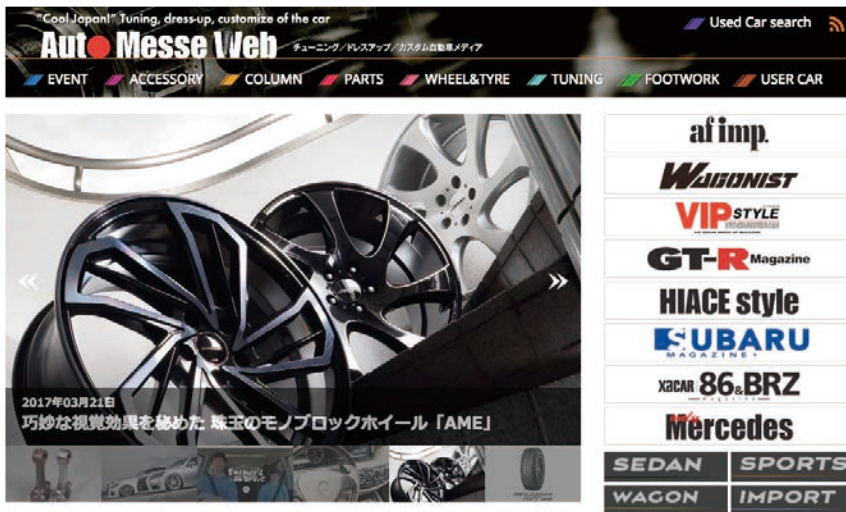 "Cool Japan!" Tuning, dress-up, customize of the car
Used Car search
Auto Messe Web
チューニング/ドレスアップ/カスタム自動車メディア
EVENT ACCESSORY COLUMN PARTS WHEEL&TYRE TUNING FOOTWORK USER CAR
af imp.
WAGONIST
VIP STYLE
GT-R Magazine
HIACE style
SUBARU
MAGAZINE
XaCAR 86&BRZ
magazine
only
Mercedes
2017年03月21日
巧妙な視覚効果を秘めた 珠玉のモノブロックホイール「AME」
SEDAN SPORTS
WAGON IMPORT